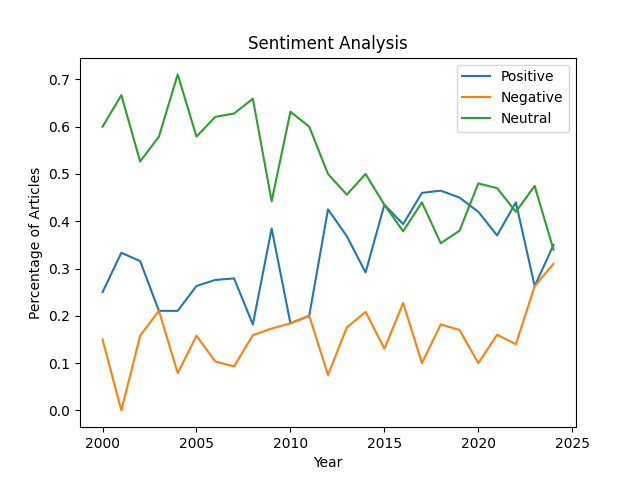 Sentiment Analysis
Positive
Negative
Neutral
Percentage of Articles
0.7
0.6
0.5
0.4
0.3
0.2
0.1
0.0
2000 2005 2010 2015 2020 2025
Year